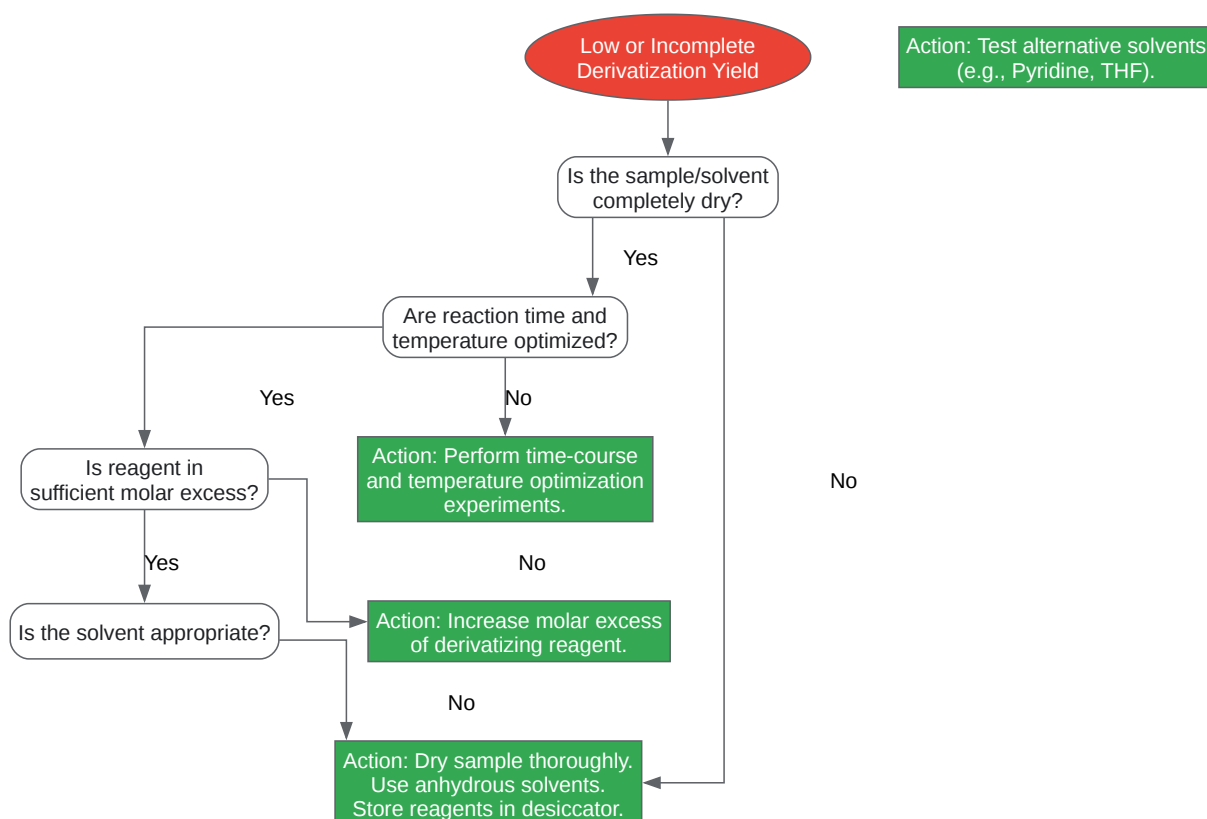 Low or Incomplete
Derivatization Yield
Action: Test alternative solvents
(e.g., Pyridine, THF).
Is the sample/solvent
completely dry?
Yes
Are reaction time and
temperature optimized?
Yes
No
Is reagent in
sufficient molar excess?
Action: Perform time-course
and temperature optimization
experiments.
No
Yes
No
Is the solvent appropriate?
Action: Increase molar excess
of derivatizing reagent.
No
Action: Dry sample thoroughly.
Use anhydrous solvents.
Store reagents in desiccator.